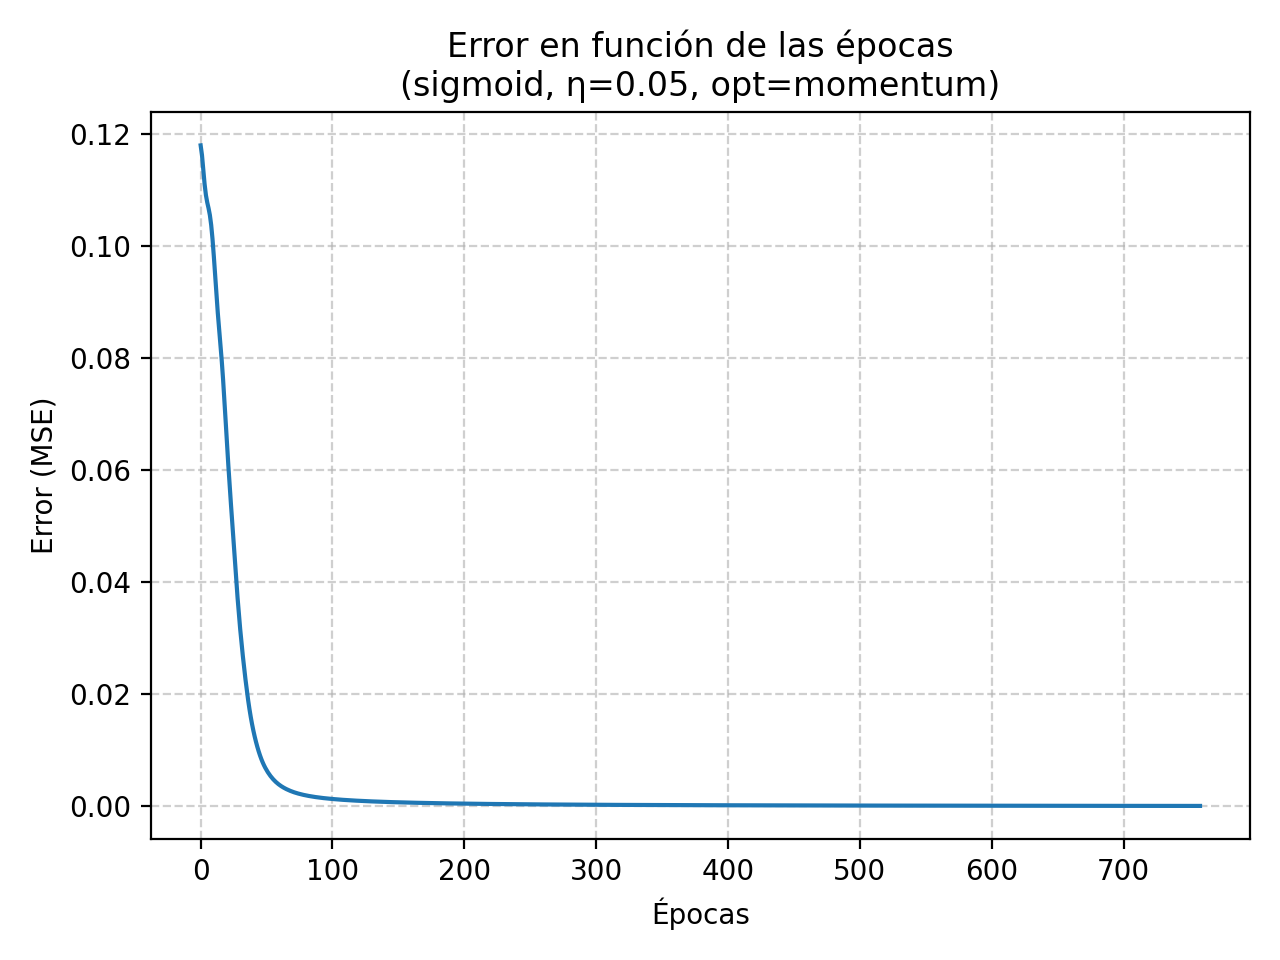 Error en función de las épocas
(sigmoid, η=0.05, opt=momentum)
0.12
0.10
0.08
0.06
0.04
0.02
0.00
Error (MSE)
0 100 200 300 400 500 600 700
Épocas